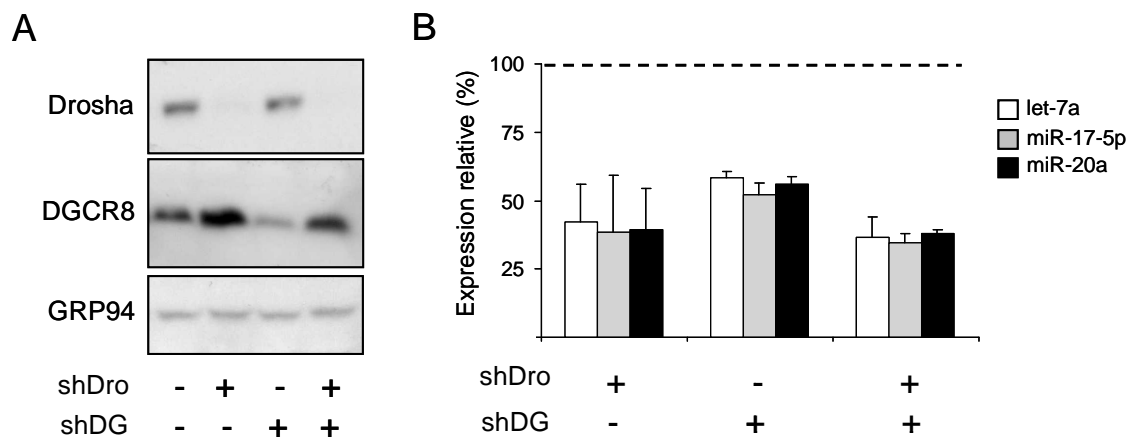 A
Drosha
DGCR8
GRP94
shDro - + - +
shDG - - + +
B
Expression relative (%)
100
75
50
25
let-7a
miR-17-5p
miR-20a
shDro + - +
shDG - + +